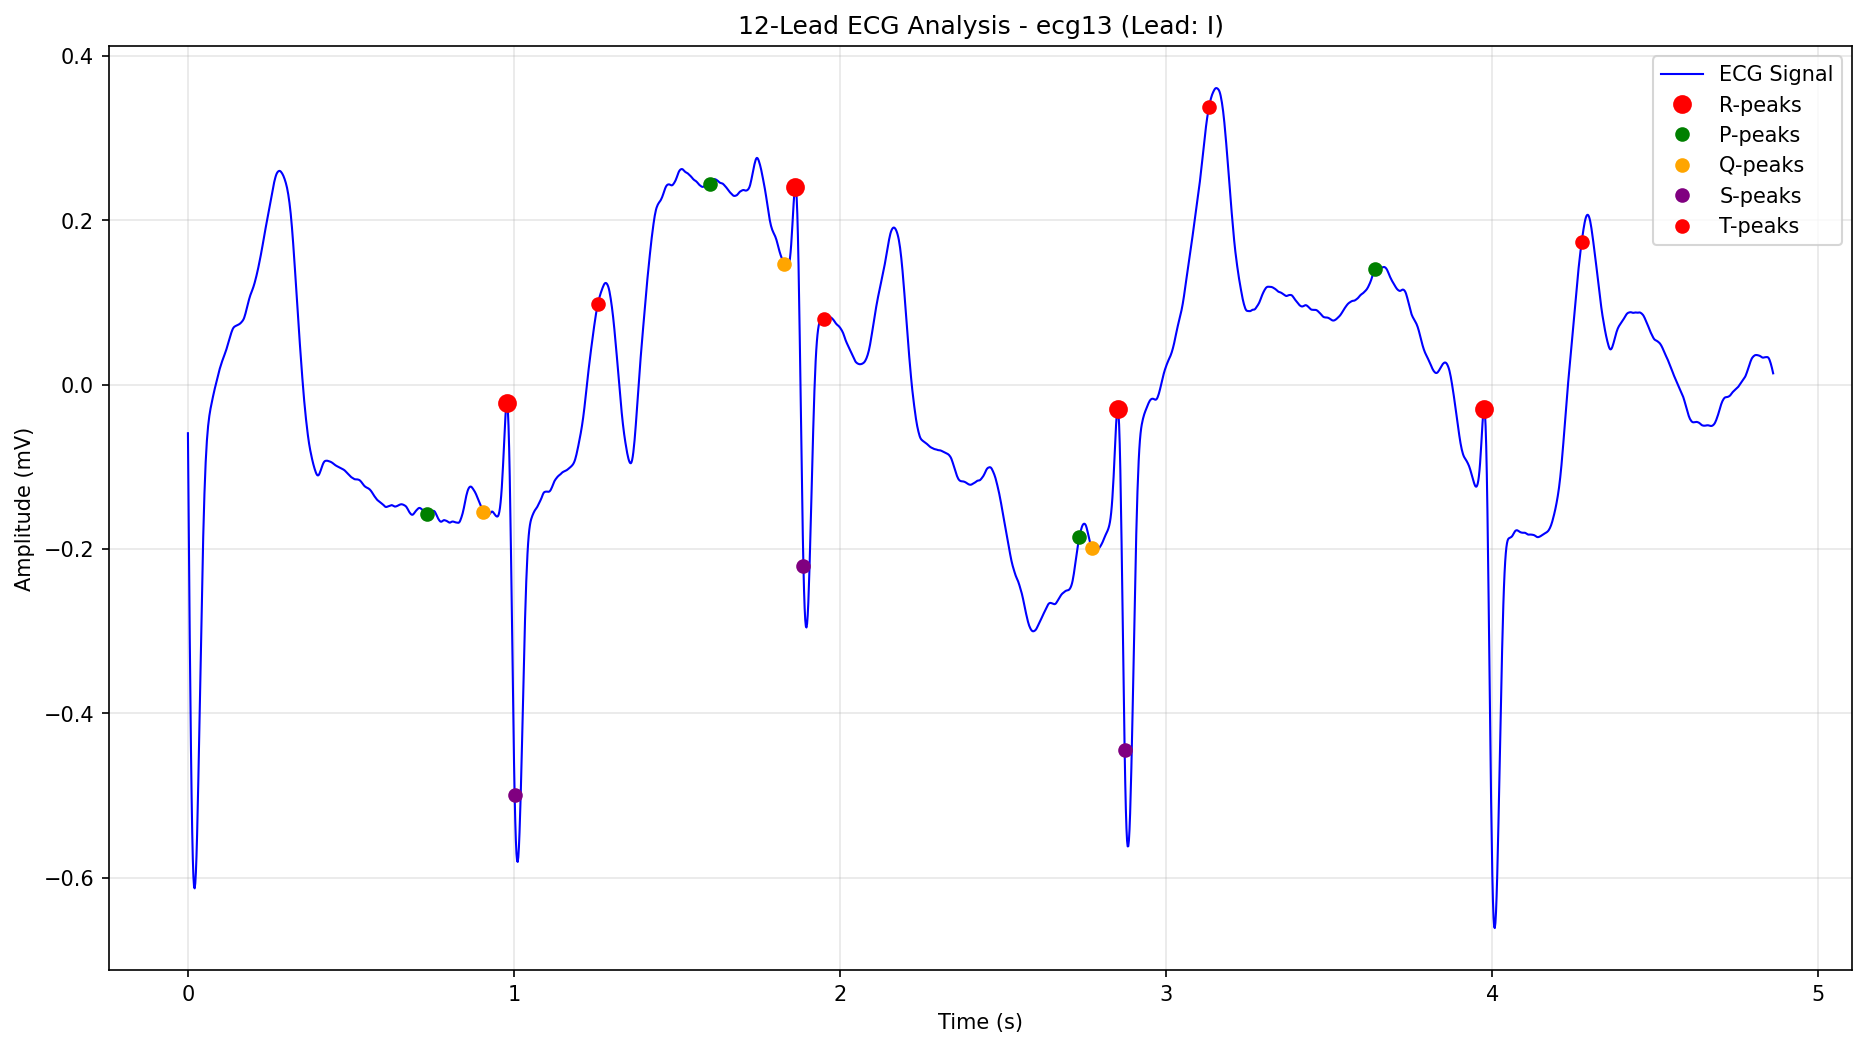 12-Lead ECG Analysis - ecg13 (Lead: I)
ECG Signal
R-peaks
P-peaks
Q-peaks
S-peaks
T-peaks
Amplitude (mV)
0.4
0.2
0.0
−0.2
−0.4
−0.6
0 1 2 3 4 5
Time (s)